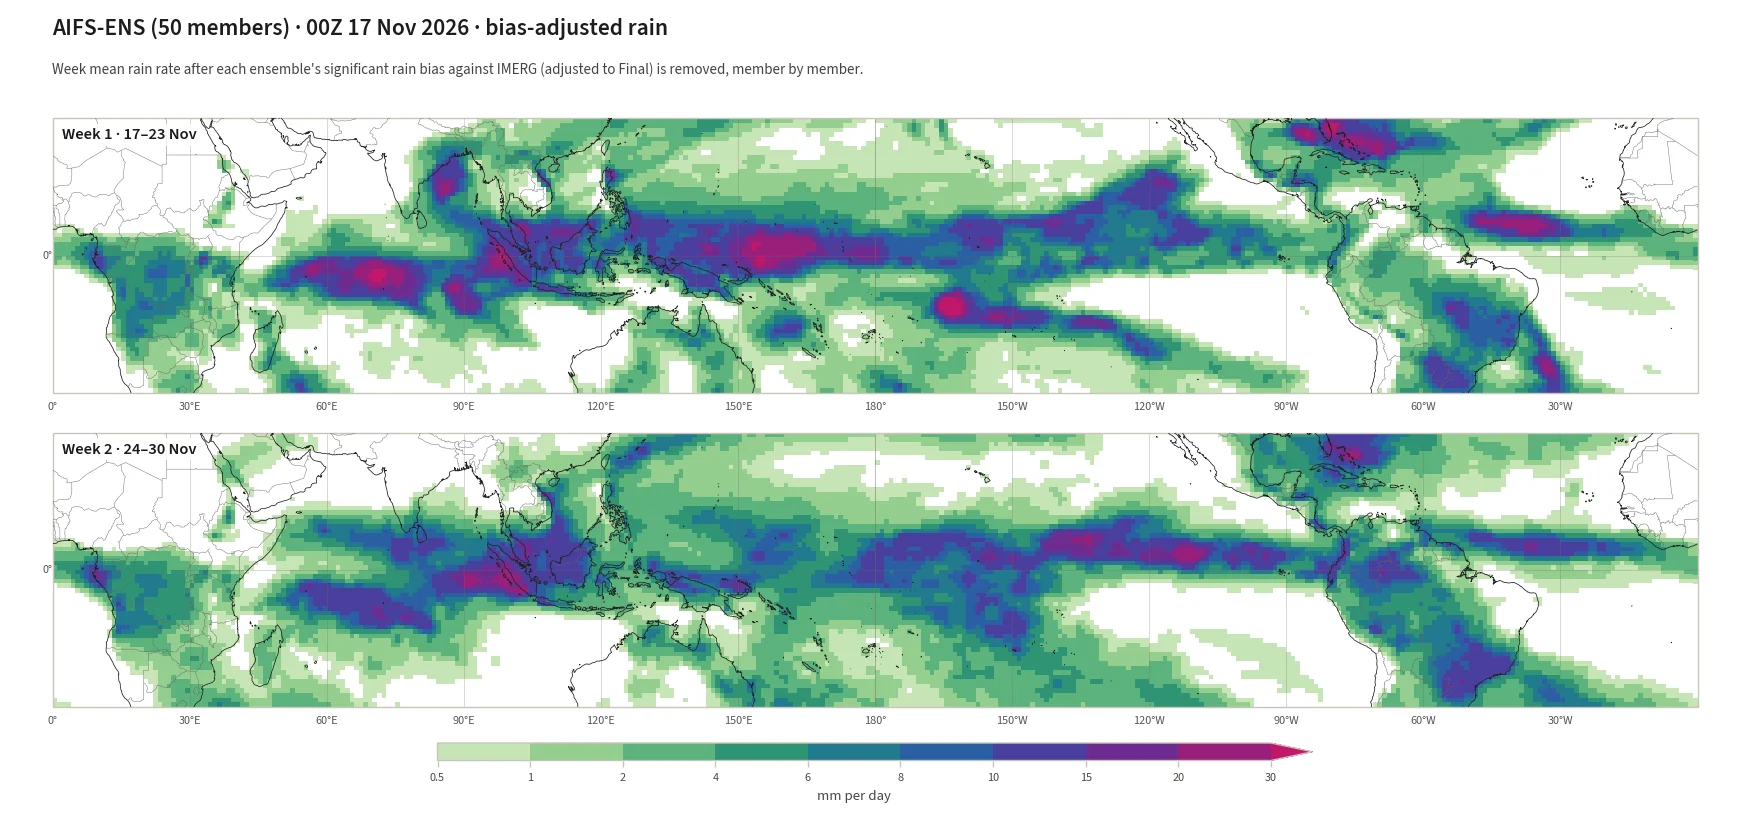 AIFS-ENS (50 members) · 00Z 17 Nov 2026 · bias-adjusted rain
Week mean rain rate after each ensemble's significant rain bias against IMERG (adjusted to Final) is removed, member by member.
Week 1 · 17–23 Nov
0°
0° 30°E 60°E 90°E 120°E 150°E 180° 150°W 120°W 90°W 60°W 30°W
Week 2 · 24–30 Nov
0°
0° 30°E 60°E 90°E 120°E 150°E 180° 150°W 120°W 90°W 60°W 30°W
0.5 1 2 4 6 8 10 15 20 30
mm per day